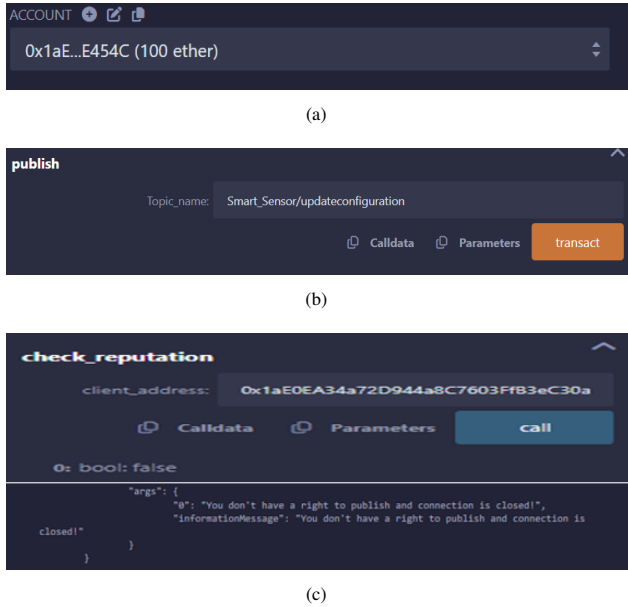 ACCOUNT
0x1aE...E454C (100 ether)
(a)
publish
Topic_name: Smart_Sensor/updateconfiguration
Calldata Parameters transact
(b)
check_reputation
client_address: 0x1aE0EA34a72D944a8C7603FfB3eC30a
Calldata Parameters call
0: bool: false
"args": {
"0": "You don't have a right to publish and connection is closed!",
"informationMessage": "You don't have a right to publish and connection is
closed!"
}
}
(c)